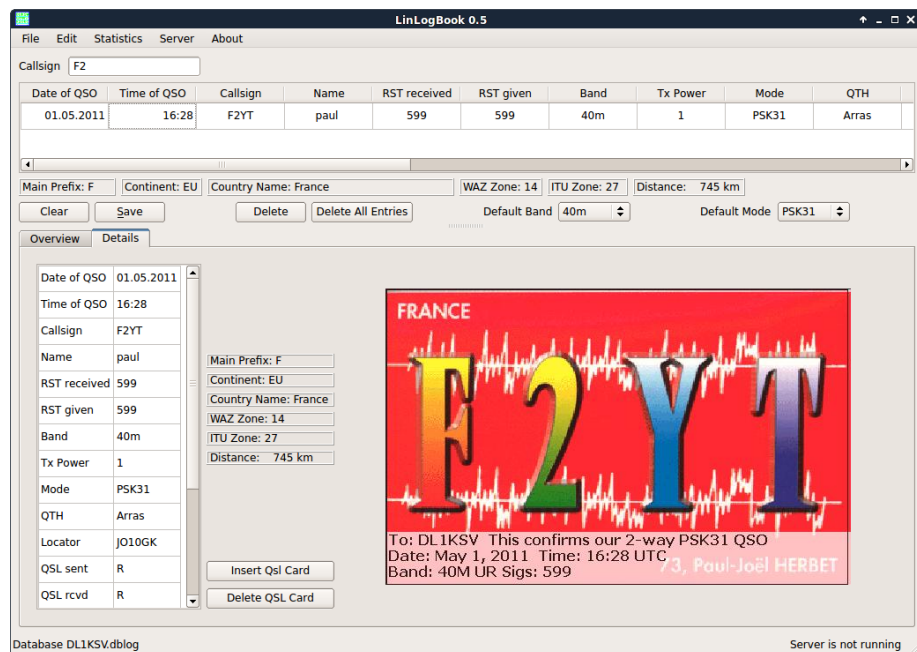 LinLogBook 0.5
File Edit Statistics Server About
Callsign F2
Date of QSO Time of QSO Callsign Name RST received RST given Band Tx Power Mode QTH
01.05.2011 16:28 F2YT paul 599 599 40m 1 PSK31 Arras
Main Prefix: F Continent: EU Country Name: France WAZ Zone: 14 ITU Zone: 27 Distance: 745 km
Clear Save Delete Delete All Entries Default Band 40m Default Mode PSK31
Overview Details
Date of QSO 01.05.2011
Time of QSO 16:28
Callsign F2YT
Name paul
RST received 599
RST given 599
Band 40m
Tx Power 1
Mode PSK31
QTH Arras
Locator JO10GK
QSL sent R
QSL rcvd R
Main Prefix: F
Continent: EU
Country Name: France
WAZ Zone: 14
ITU Zone: 27
Distance: 745 km
Insert Qsl Card
Delete QSL Card
FRANCE
F2YT
To: DL1KSV This confirms our 2-way PSK31 QSO
Date: May 1, 2011 Time: 16:28 UTC
Band: 40M UR Sigs: 599
73, Paul-Joël HERBET
Database DL1KSV.dblog Server is not running